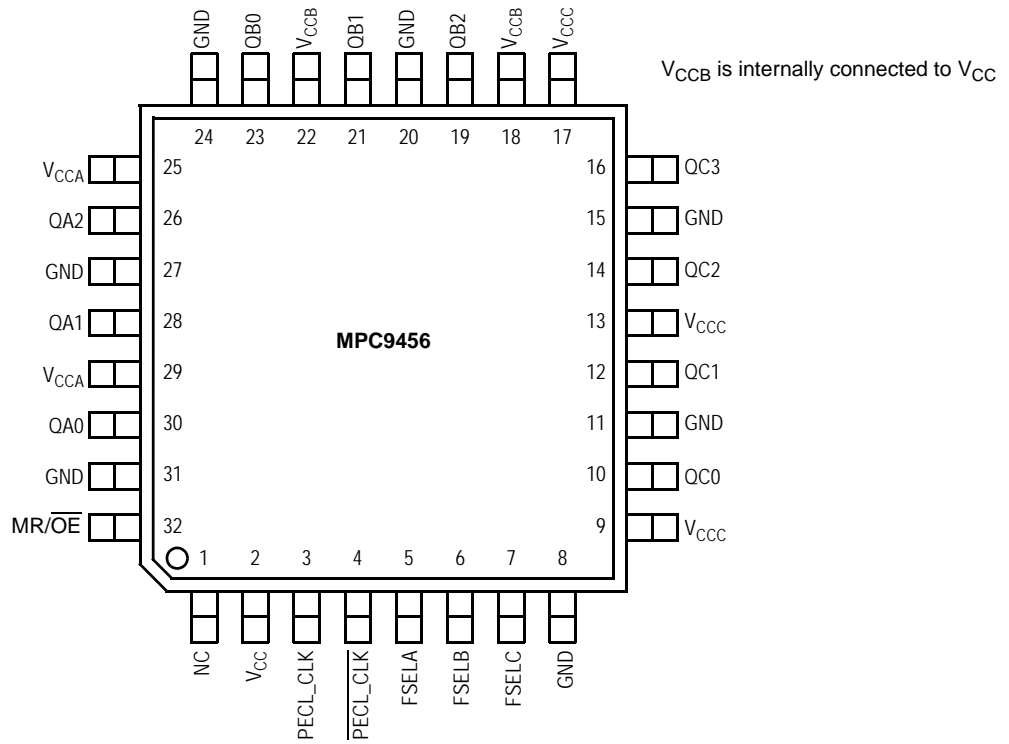 GND QB0 VCCB QB1 GND QB2 VCCB VCCC
VCCB is internally connected to VCC
24 23 22 21 20 19 18 17
VCCA 25 16 QC3
QA2 26 15 GND
GND 27 14 QC2
QA1 28 13 VCCC
MPC9456
VCCA 29 12 QC1
QA0 30 11 GND
GND 31 10 QC0
MR/OE 32 9 VCCC
1 2 3 4 5 6 7 8
NC VCC PECL_CLK PECL_CLK FSELA FSELB FSELC GND